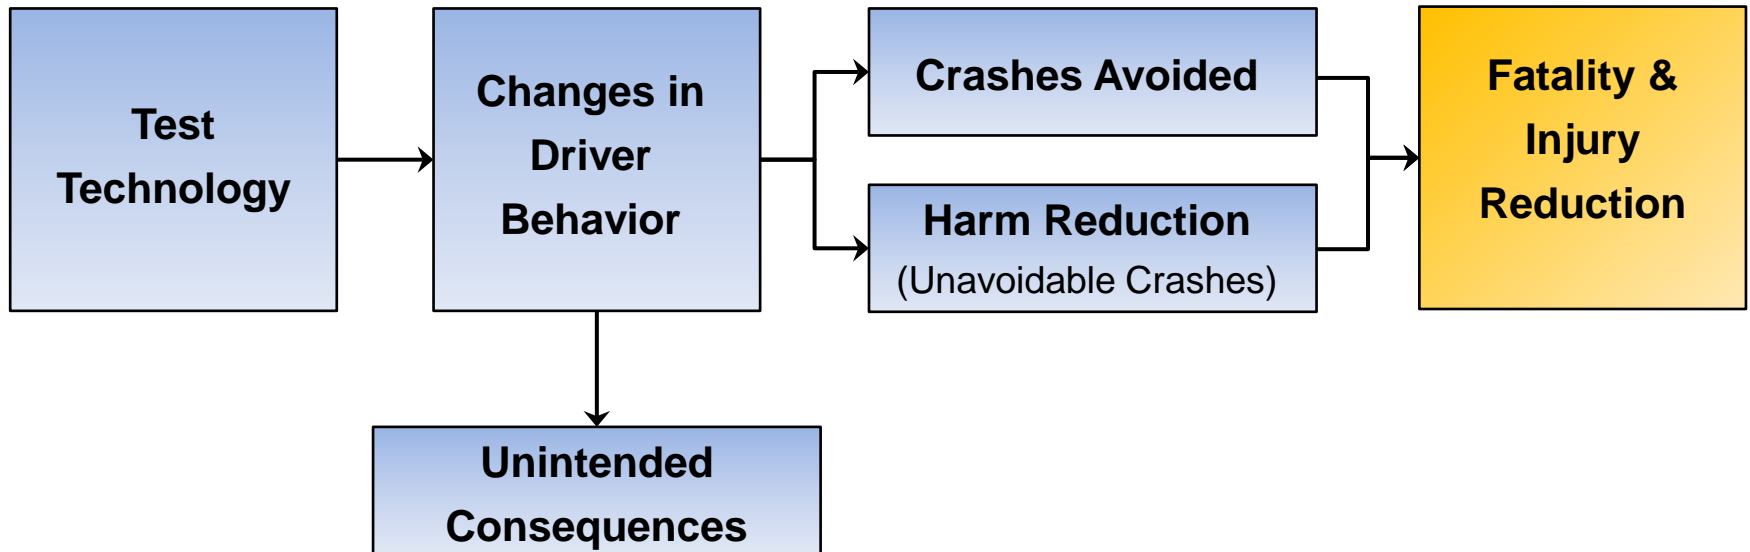 Test
Technology
Changes in
Driver
Behavior
Crashes Avoided
Harm Reduction
(Unavoidable Crashes)
Fatality &
Injury
Reduction
Unintended
Consequences